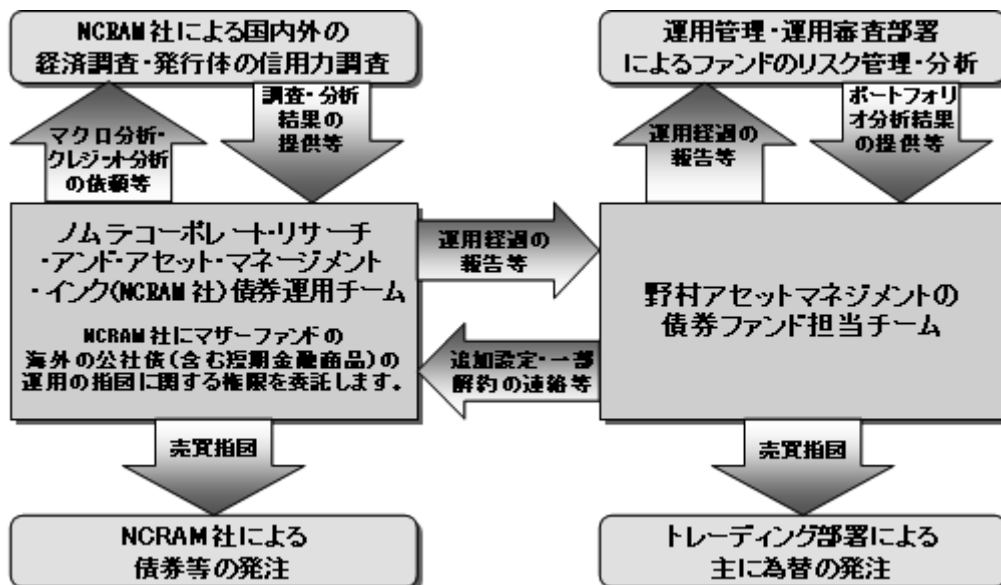 NCRAM社による国内外の
経済調査・発行体の信用力調査
運用管理・運用審査部署
によるファンドのリスク管理・分析
マクロ分析・
クレジット分析
の依頼等
調査・分析
結果の
提供等
運用経過の
報告等
ポートフォリ
オ分析結果
の提供等
ノムラ・コーポレート・リサーチ
・アンド・アセット・マネージメント
・インク(NCRAM社)債券運用チーム
NCRAM社にマザーファンドの
海外の公社債(含む短期金融商品)の
運用の指図に関する権限を委託します。
運用経過の
報告等
追加設定・一部
解約の連絡等
野村アセットマネジメントの
債券ファンド担当チーム
売買指図
売買指図
NCRAM社による
債券等の発注
トレーディング部署による
主に為替の発注